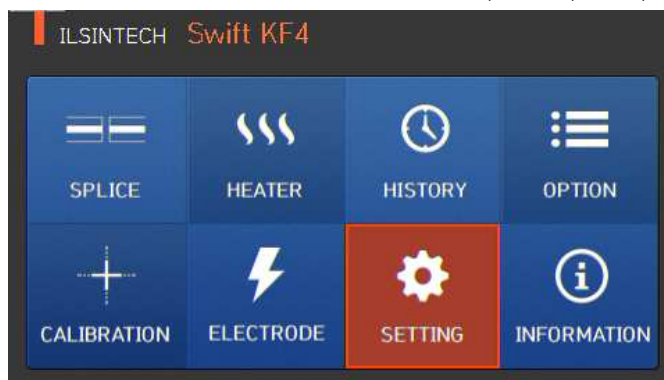 ILSINTECH Swift KF4
SPLICE HEATER HISTORY OPTION
CALIBRATION ELECTRODE SETTING INFORMATION